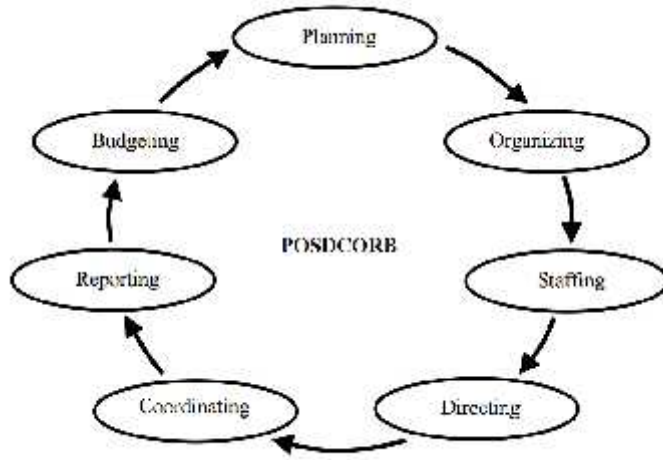 Planning
Organizing
Staffing
Directing
Coordinating
Reporting
Budgeting
POSDCORB